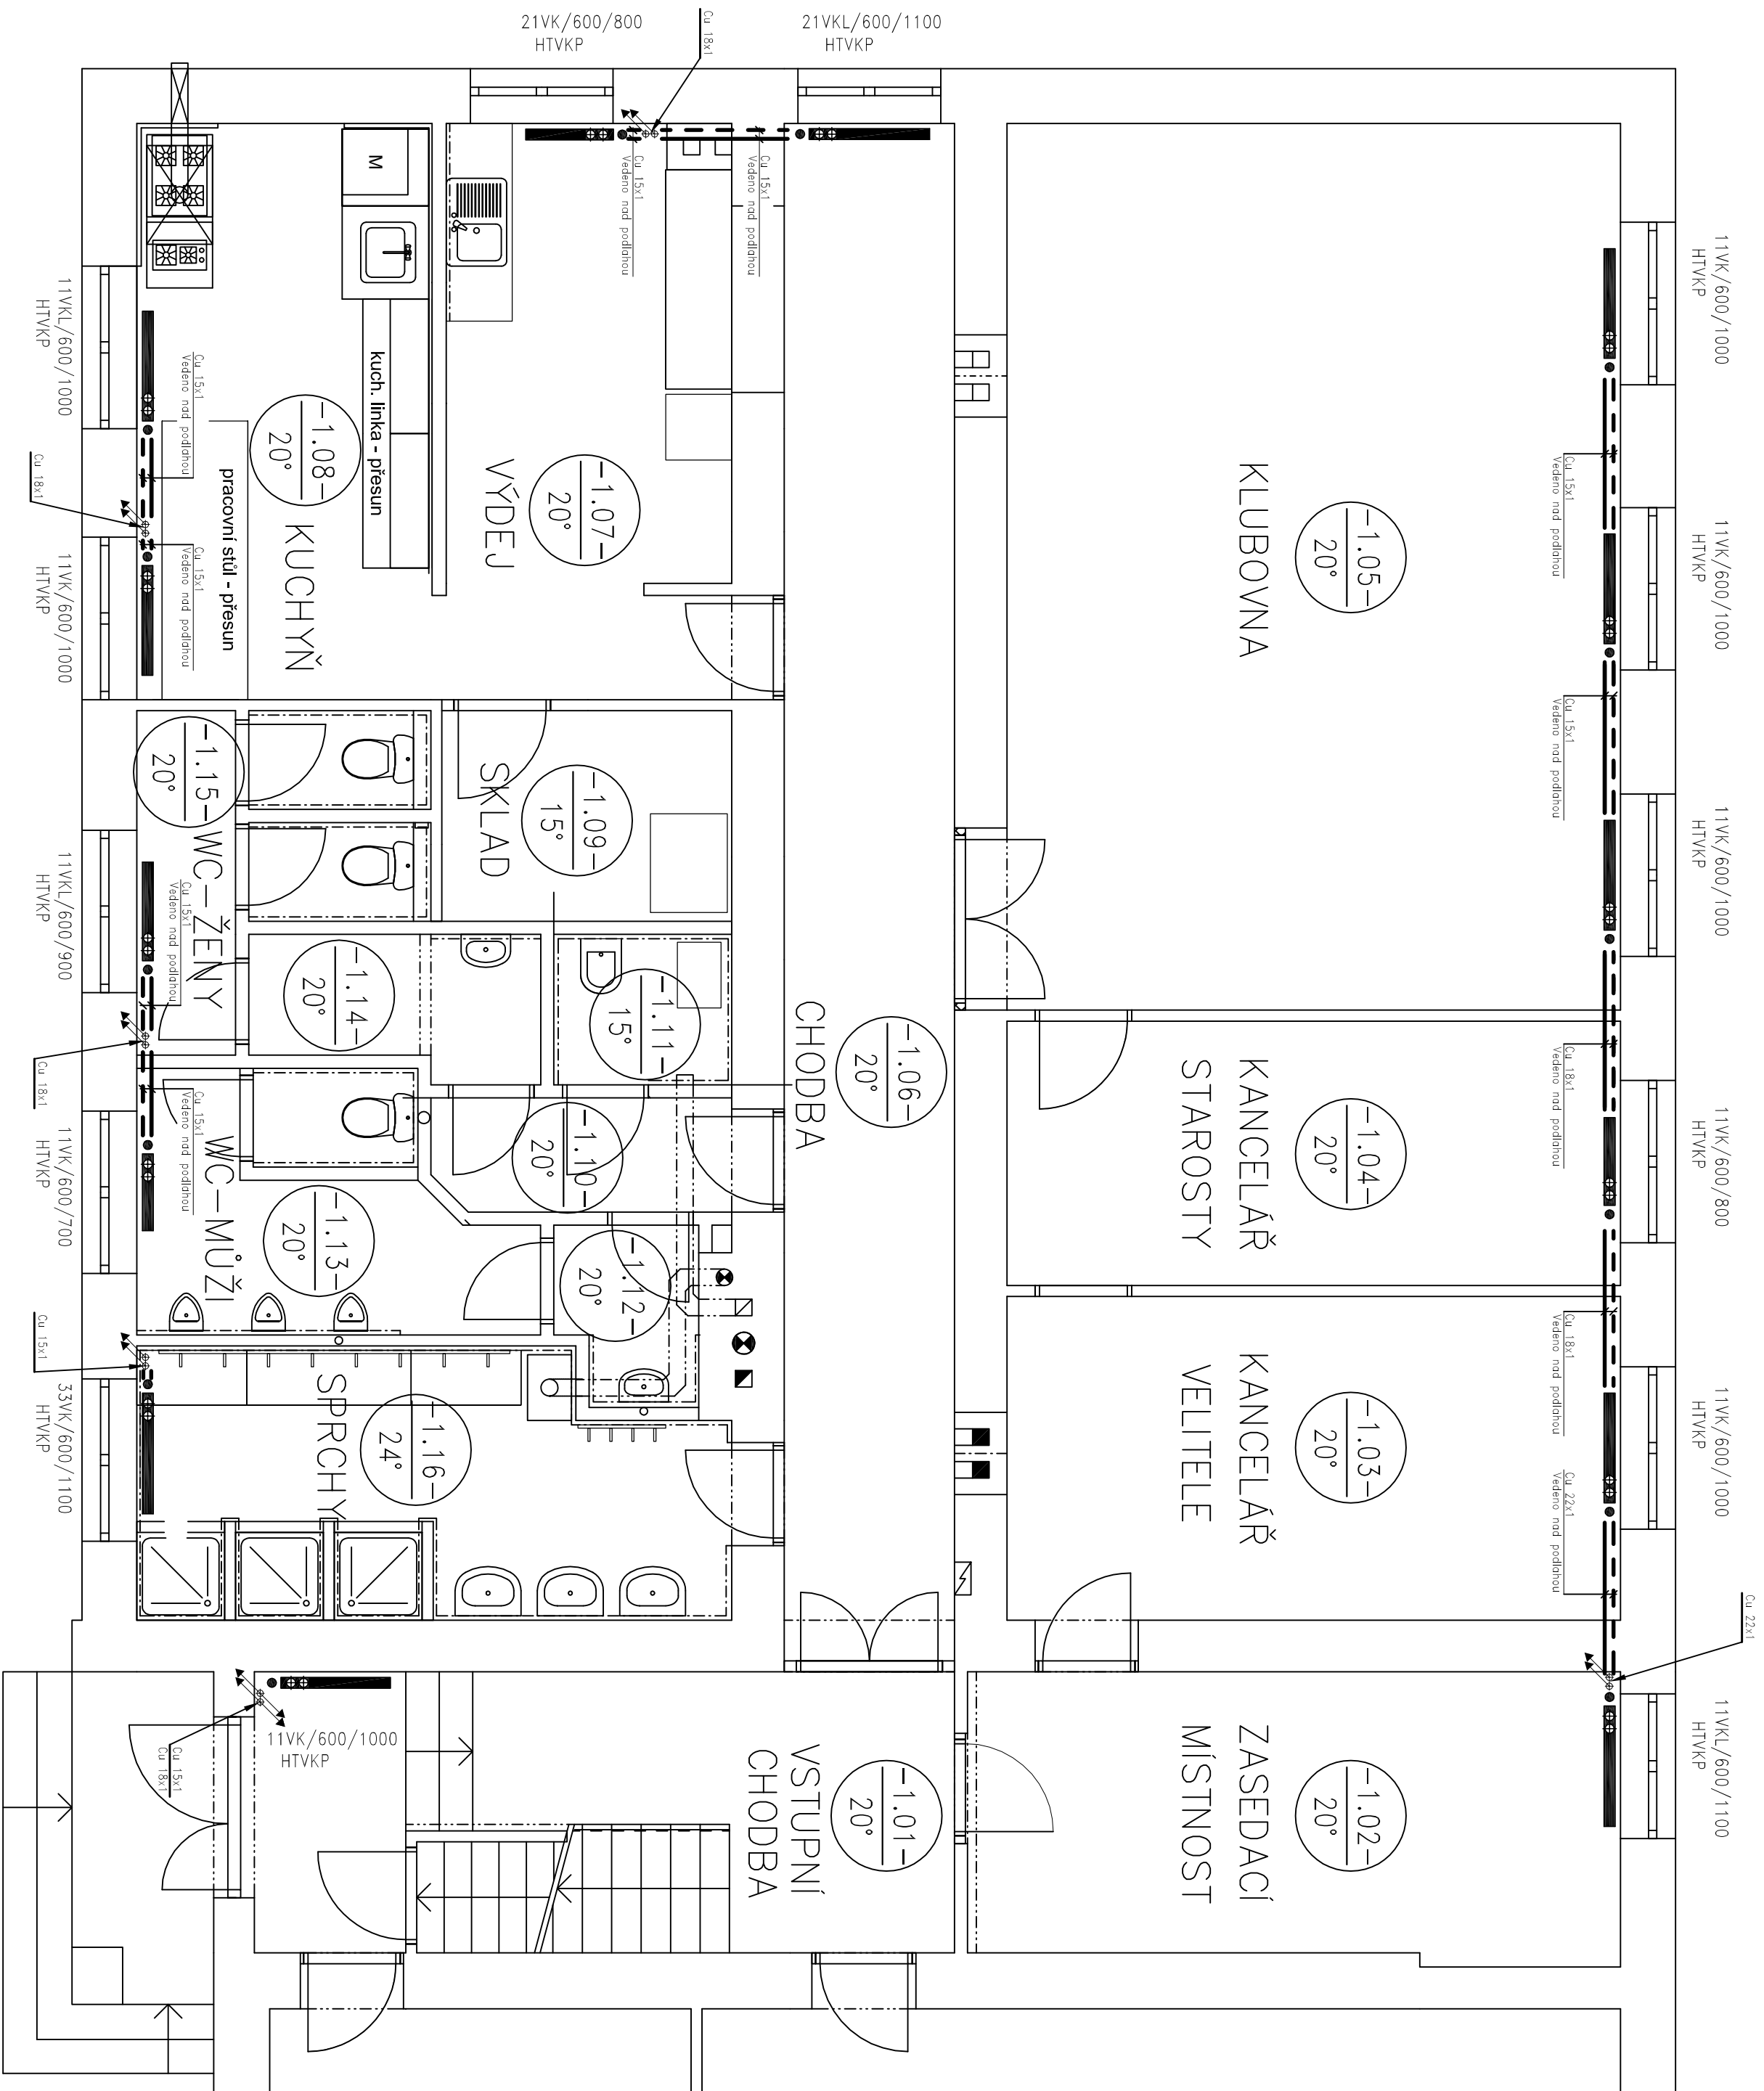 21VK/600/800
HTVKP
Cu 18x1
21VKL/600/1100
HTVKP
11VK/600/1000
HTVKP
11VK/600/1000
HTVKP
11VK/600/1000
HTVKP
11VK/600/800
HTVKP
11VK/600/1000
HTVKP
Cu 22x1
11VKL/600/1100
HTVKP
Cu 15x1
Vedeno nad podlahou
Cu 15x1
Vedeno nad podlahou
Cu 18x1
Vedeno nad podlahou
Cu 18x1
Vedeno nad podlahou
Cu 22x1
Vedeno nad podlahou
-1.05-
20°
KLUBOVNA
-1.04-
20°
KANCELÁŘ
STAROSTY
-1.03-
20°
KANCELÁŘ
VELITELE
-1.02-
20°
ZASEDACÍ
MÍSTNOST
-1.06-
20°
CHODBA
-1.01-
20°
VSTUPNÍ
CHODBA
Cu 15x1
Vedeno nad podlahou
Cu 15x1
Vedeno nad podlahou
-1.07-
20°
VÝDEJ
-1.09-
15°
SKLAD
-1.11-
15°
-1.10-
20°
-1.12-
20°
M
kuch. linka - přesun
-1.08-
20°
KUCHYŇ
pracovní stůl - přesun
-1.14-
20°
-1.13-
20°
WC-MŮŽI
-1.16-
24°
SPRCHY
-1.15-
20°
WC-ŽENY
Cu 15x1
Vedeno nad podlahou
Cu 15x1
Vedeno nad podlahou
Cu 15x1
Vedeno nad podlahou
Cu 15x1
Vedeno nad podlahou
11VK/600/1000
HTVKP
Cu 15x1
Cu 18x1
11VKL/600/1000
HTVKP
Cu 18x1
11VK/600/1000
HTVKP
11VKL/600/900
HTVKP
Cu 18x1
11VK/600/700
HTVKP
Cu 15x1
33VK/600/1100
HTVKP